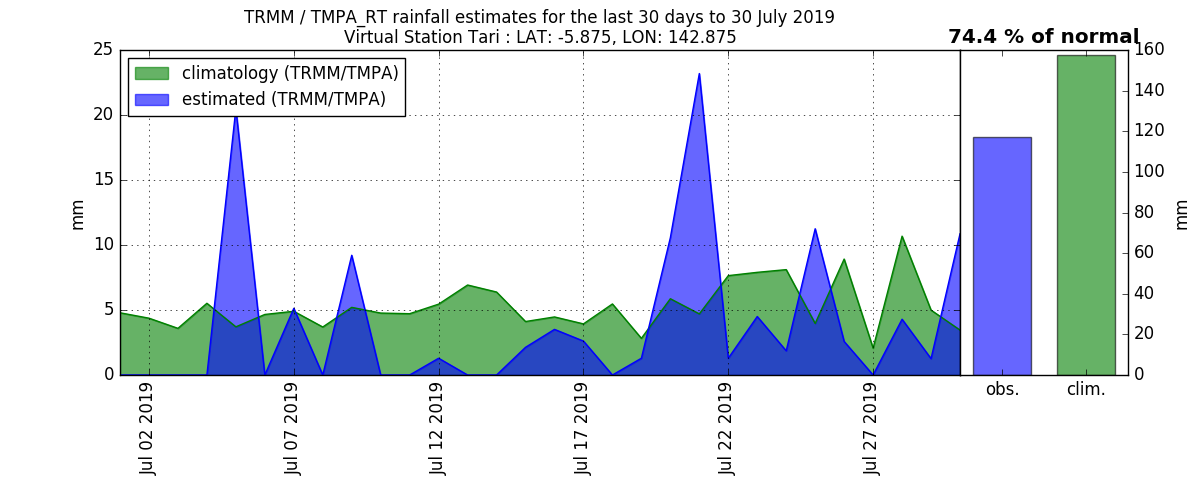 TRMM / TMPA_RT rainfall estimates for the last 30 days to 30 July 2019
Virtual Station Tari : LAT: -5.875, LON: 142.875
74.4 % of normal
climatology (TRMM/TMPA)
estimated (TRMM/TMPA)
25
20
15
10
5
0
mm
Jul 02 2019
Jul 07 2019
Jul 12 2019
Jul 17 2019
Jul 22 2019
Jul 27 2019
160
140
120
100
80
60
40
20
0
mm
obs.
clim.